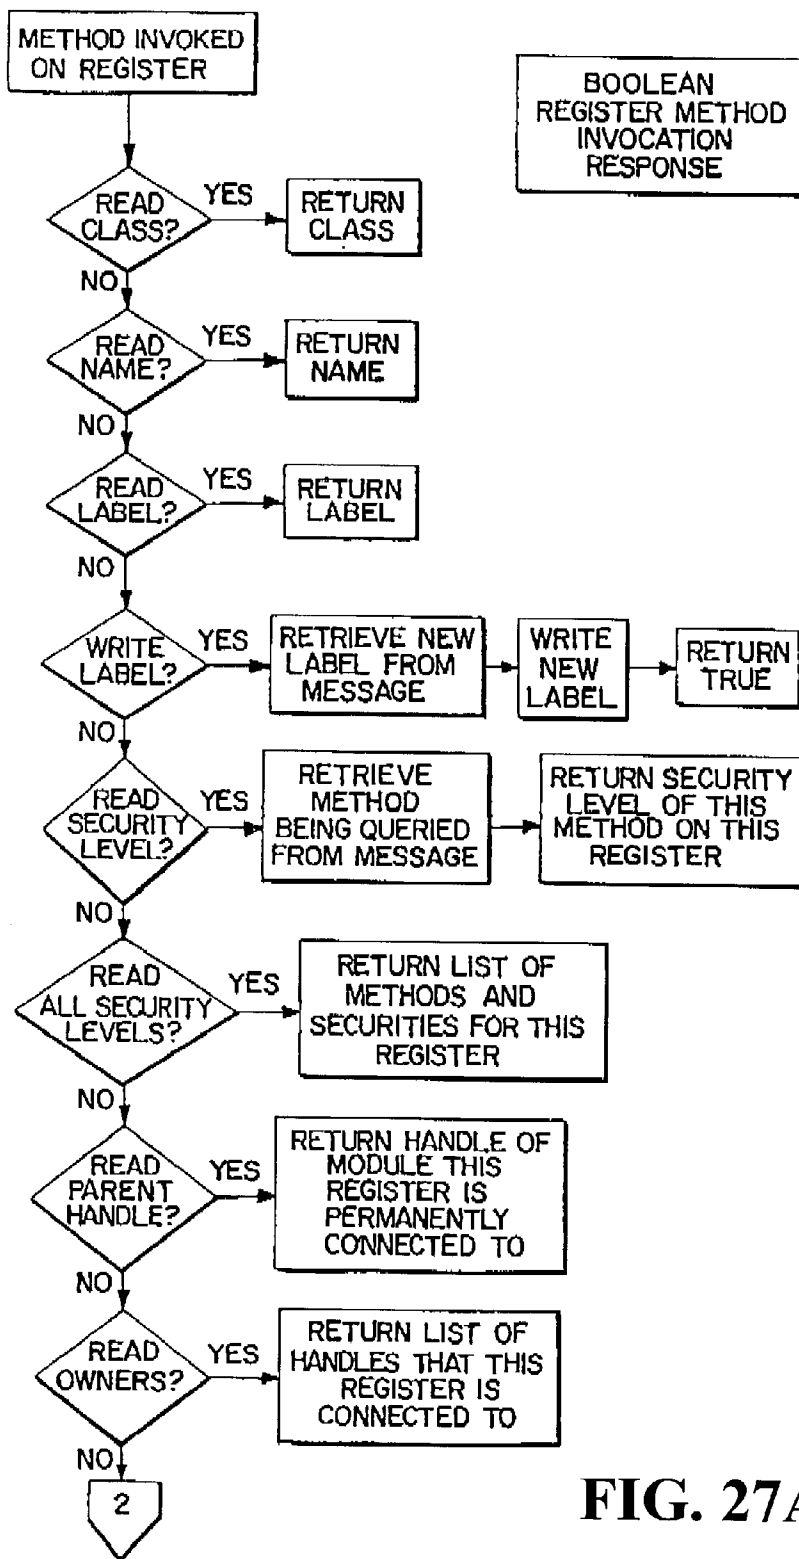 METHOD INVOKED
ON REGISTER
BOOLEAN
REGISTER METHOD
INVOCATION
RESPONSE
READ
CLASS?
YES
RETURN
CLASS
NO
READ
NAME?
YES
RETURN
NAME
NO
READ
LABEL?
YES
RETURN
LABEL
NO
WRITE
LABEL?
YES
RETRIEVE NEW
LABEL FROM
MESSAGE
WRITE
NEW
LABEL
RETURN
TRUE
NO
READ
SECURITY
LEVEL?
YES
RETRIEVE
METHOD
BEING QUERIED
FROM MESSAGE
RETURN SECURITY
LEVEL OF THIS
METHOD ON THIS
REGISTER
NO
READ
ALL SECURITY
LEVELS?
YES
RETURN LIST OF
METHODS AND
SECURITIES FOR THIS
REGISTER
NO
READ
PARENT
HANDLE?
YES
RETURN HANDLE OF
MODULE THIS
REGISTER IS
PERMANENTLY
CONNECTED TO
NO
READ
OWNERS?
YES
RETURN LIST OF
HANDLES THAT THIS
REGISTER IS
CONNECTED TO
NO
2
FIG. 27A